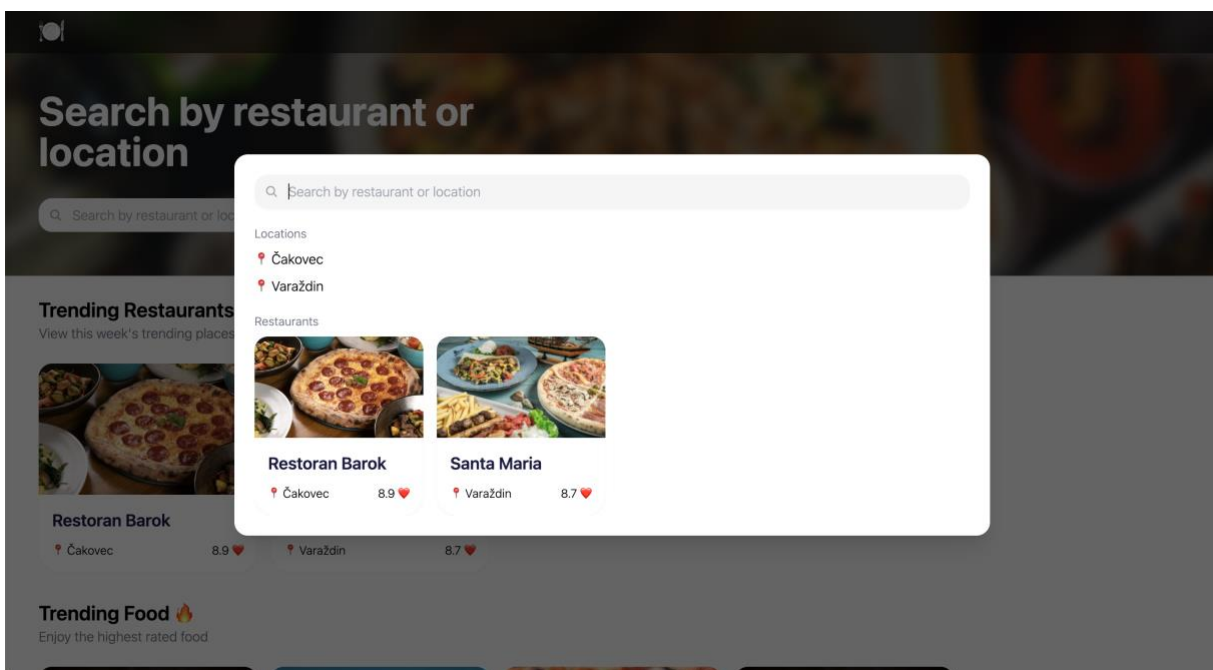 Search by restaurant or
location
Search by restaurant or loc
Search by restaurant or location
Locations
📍 Čakovec
📍 Varaždin
Restaurants
Restoran Barok
📍 Čakovec 8.9 ❤️
Santa Maria
📍 Varaždin 8.7 ❤️
Trending Restaurants
View this week's trending places
Restoran Barok
📍 Čakovec 8.9 ❤️
📍 Varaždin 8.7 ❤️
Trending Food 🔥
Enjoy the highest rated food